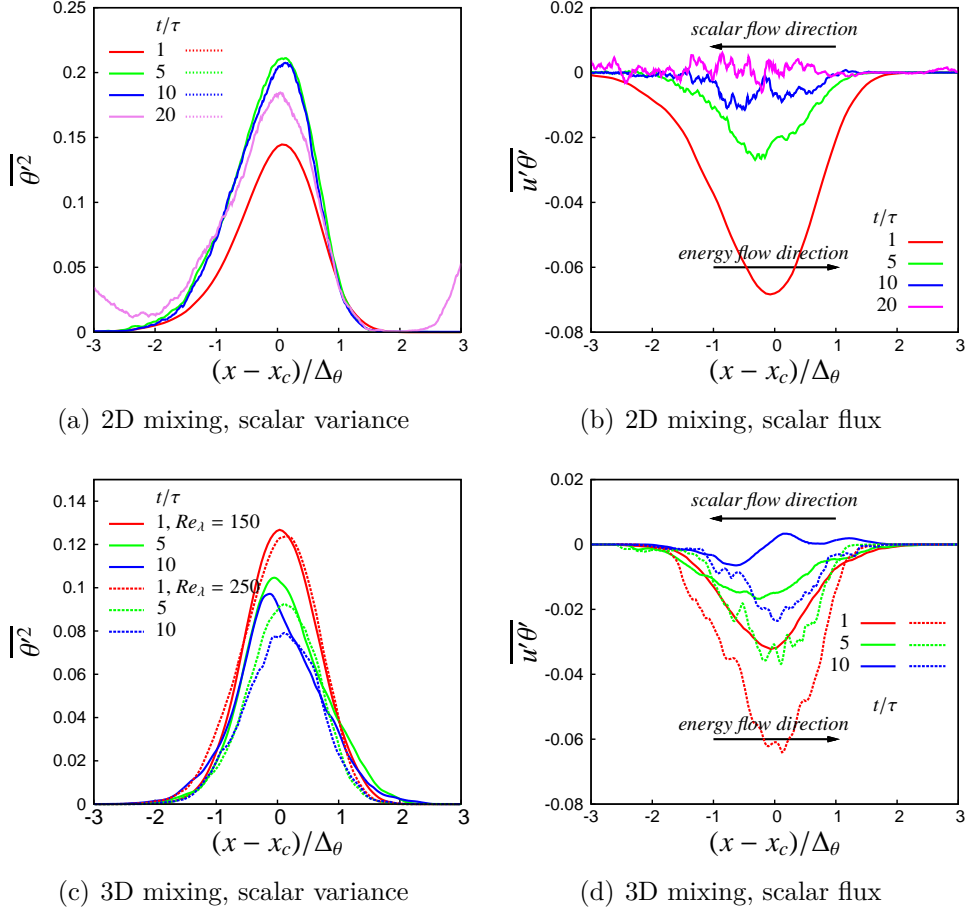 0.25
0.20
0.15
0.10
0.05
0
t/τ
1
5
10
20
θ′²
-3 -2 -1 0 1 2 3
(x − x_c)/Δ_θ
(a) 2D mixing, scalar variance
0.02
0
-0.02
-0.04
-0.06
-0.08
scalar flow direction
energy flow direction
t/τ
1
5
10
20
u′θ′
-3 -2 -1 0 1 2 3
(x − x_c)/Δ_θ
(b) 2D mixing, scalar flux
0.14
0.12
0.1
0.08
0.06
0.04
0.02
0
t/τ
1, Re_λ = 150
5
10
1, Re_λ = 250
5
10
θ′²
-3 -2 -1 0 1 2 3
(x − x_c)/Δ_θ
(c) 3D mixing, scalar variance
0.02
0
-0.02
-0.04
-0.06
-0.08
scalar flow direction
1
5
10
t/τ
energy flow direction
u′θ′
-3 -2 -1 0 1 2 3
(x − x_c)/Δ_θ
(d) 3D mixing, scalar flux